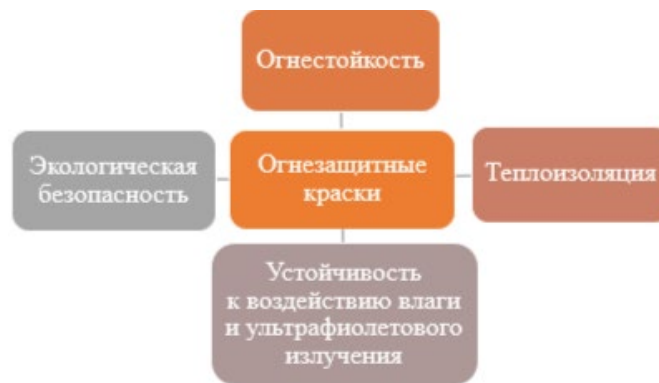 Огнестойкость
Экологическая
безопасность
Огнезащитные
краски
Теплоизоляция
Устойчивость
к воздействию влаги
и ультрафиолетового
излучения